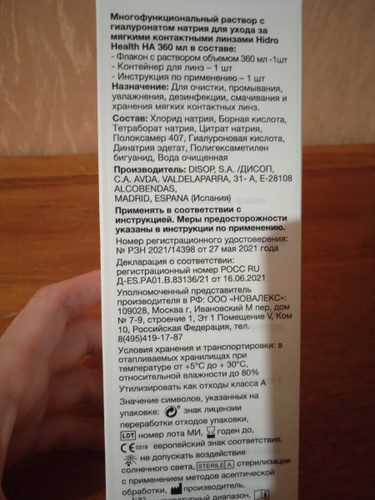 Многофункциональный раствор с
гиалуронатом натрия для ухода за
мягкими контактными линзами Hidro
Health HA 360 мл в составе:
- Флакон с раствором объемом 360 мл -1шт
- Контейнер для линз – 1 шт
- Инструкция по применению – 1 шт
Назначение: Для очистки, промывания,
увлажнения, дезинфекции, смачивания и
хранения мягких контактных линз.
Состав: Хлорид натрия, Борная кислота,
Тетраборат натрия, Цитрат натрия,
Полоксамер 407, Гиалуроновая кислота,
Динатрия эдетат, Полигексаметилен
бигуанид, Вода очищенная
Производитель: DISOP, S.A. /ДИСОП,
С.А. AVDA. VALDELAPARRA, 31- A, E-28108
ALCOBENDAS,
MADRID, ESPANA (Испания)
Применять в соответствии с
инструкцией. Меры предосторожности
указаны в инструкции по применению.
Номер регистрационного удостоверения:
№ РЗН 2021/14398 от 27 мая 2021 года
Декларация о соответствии:
регистрационный номер РОСС RU
Д-ES.РА01.В.83136/21 от 16.06.2021
Уполномоченный представитель
производителя в РФ: ООО «НОВАЛЕКС»:
109028, Москва г, Ивановский М пер, дом
№ 7-9, строение 1, Эт 1 Помещение V, Ком
10, Российская Федерация, тел.
8(495)419-17-87
Условия хранения и транспортировки: в
отапливаемых хранилищах при
температуре от +5°С до + 30°С,
относительной влажности до 80%
Утилизировать как отходы класса А
Значение символов, указанных на
упаковке: знак лицензии
переработки отходов упаковки,
LOT номер лота МИ, годен до,
CE 0318 европейский знак соответствия,
не допускать воздействия
солнечного света, STERILE A стерилизация
с применением методов асептической
обработки, производитель,
диапазон,